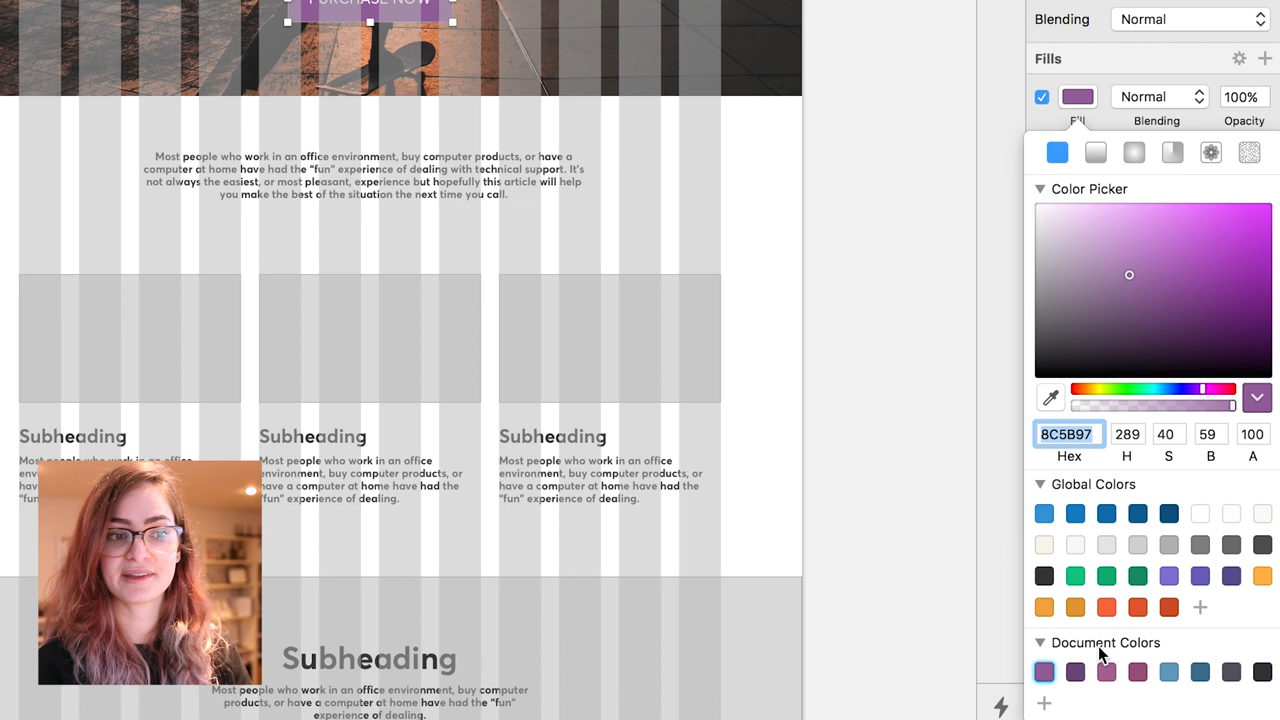 PURCHASE NOW
Most people who work in an office environment, buy computer products, or have a
computer at home have had the "fun" experience of dealing with technical support. It's
not always the easiest, or most pleasant, experience but hopefully this article will help
you make the best of the situation the next time you call.
Subheading
Most people who work in an office
Subheading
Most people who work in an office
environment, buy computer products, or
have a computer at home have had the
"fun" experience of dealing.
Subheading
Most people who work in an office
environment, buy computer products, or
have a computer at home have had the
"fun" experience of dealing.
Subheading
Most people who work in an office environment, buy computer
products, or have a computer at home have had the "fun"
experience of dealing.
Blending
Normal
Fills
Normal
100%
Fill
Blending
Opacity
Color Picker
8C5B97
289
40
59
100
Hex
H
S
B
A
Global Colors
Document Colors